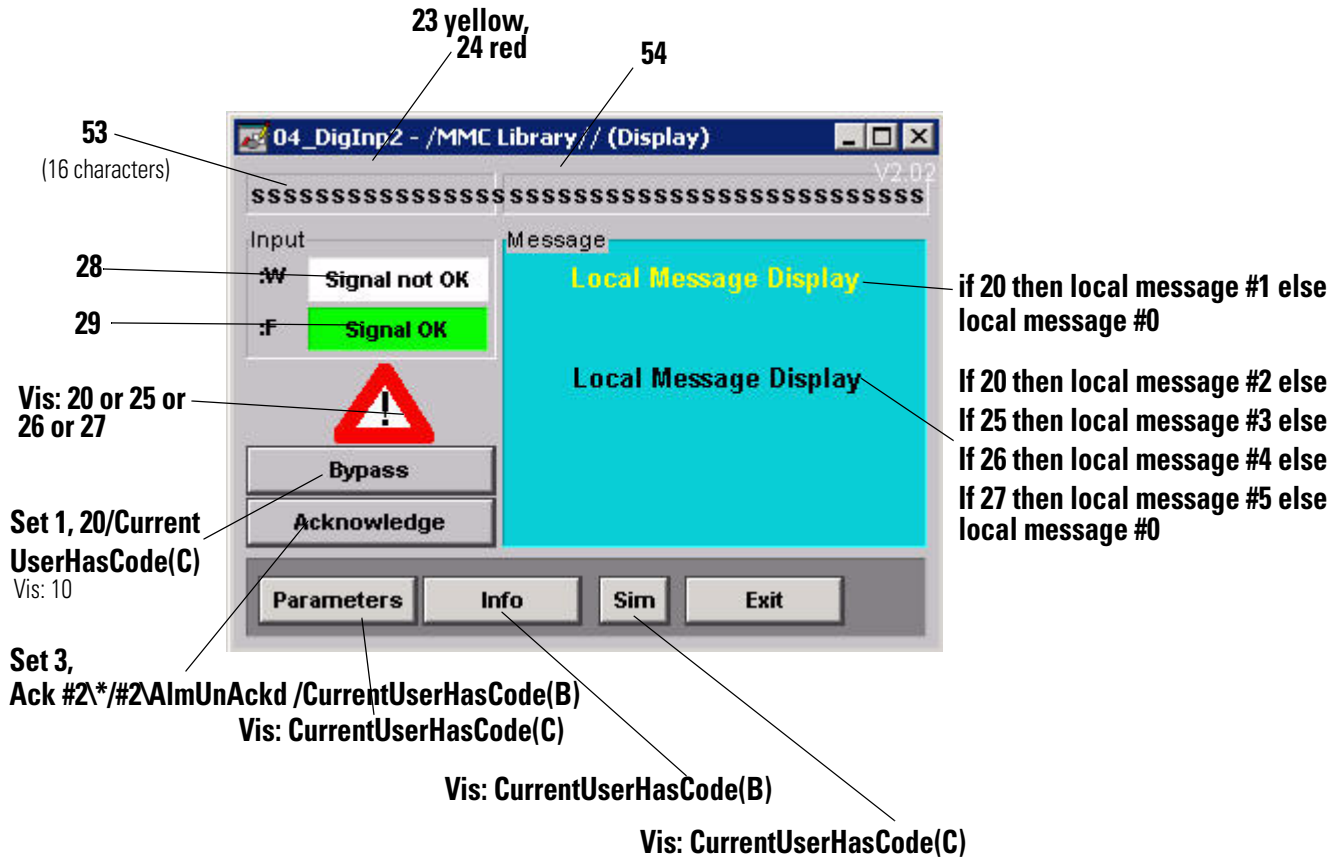 23 yellow,
24 red
54
53
(16 characters)
04_DigInp2 - /MMC Library// (Display)
V2.02
ssssssssssssssss ssssssssssssssssssssssssss
Input
Message
:W Signal not OK
:F Signal OK
28
29
Local Message Display
Local Message Display
if 20 then local message #1 else
local message #0
If 20 then local message #2 else
If 25 then local message #3 else
If 26 then local message #4 else
If 27 then local message #5 else
local message #0
Vis: 20 or 25 or
26 or 27
!
Bypass
Acknowledge
Set 1, 20/Current
UserHasCode(C)
Vis: 10
Parameters
Info
Sim
Exit
Set 3,
Ack #2\*/#2\AlmUnAckd /CurrentUserHasCode(B)
Vis: CurrentUserHasCode(C)
Vis: CurrentUserHasCode(B)
Vis: CurrentUserHasCode(C)